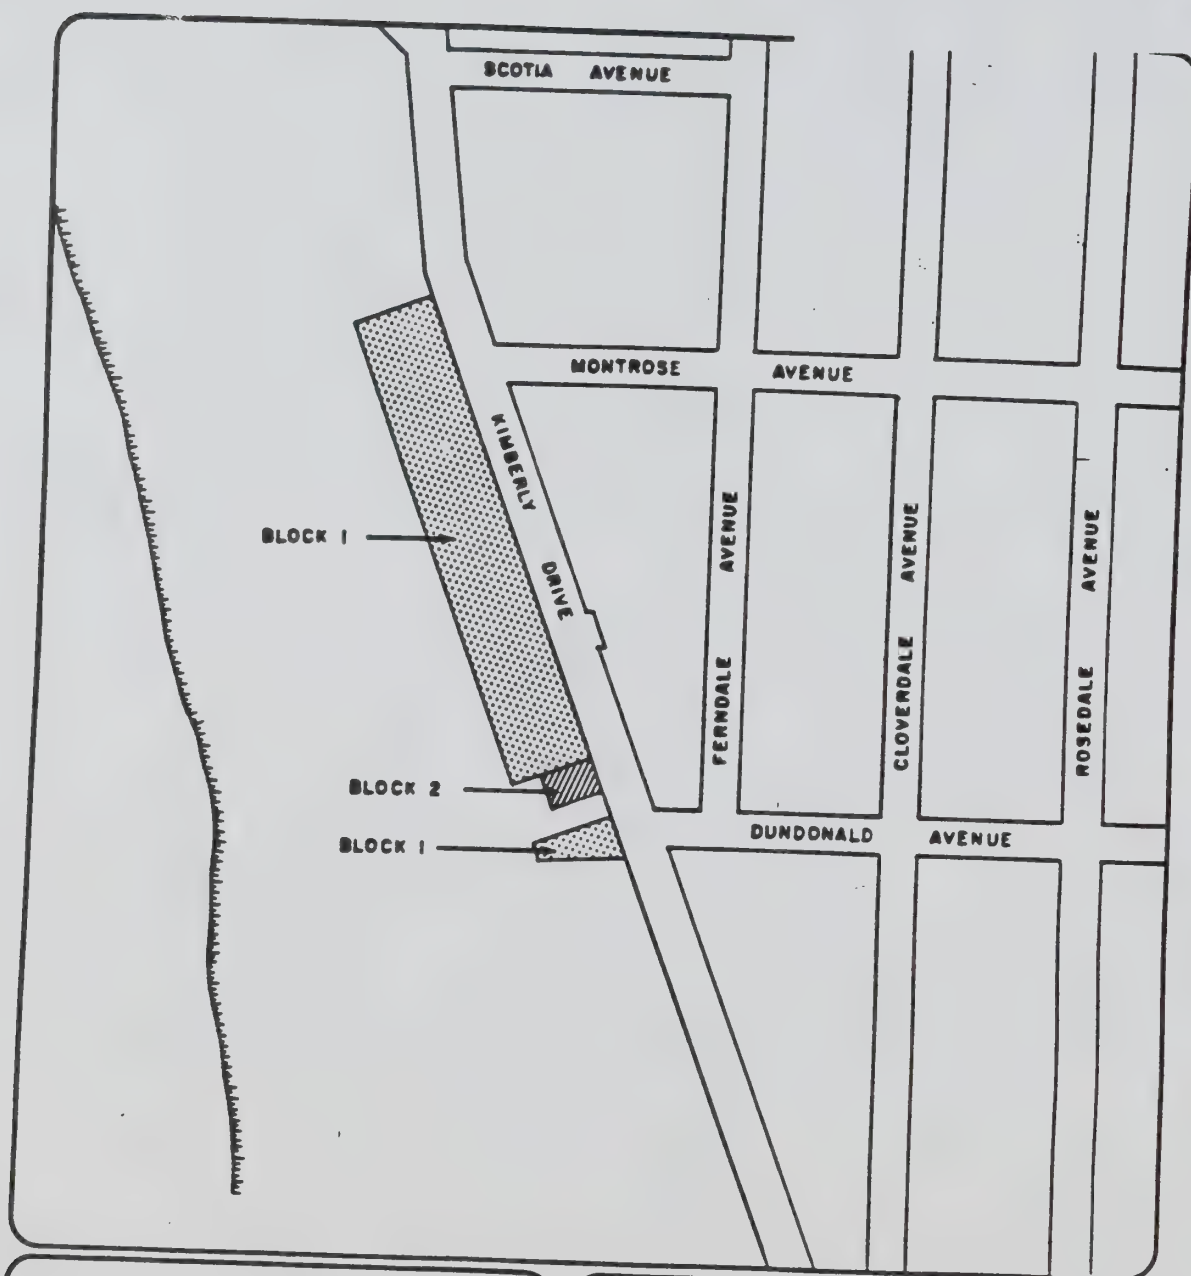 SCOTIA AVENUE
MONTROSE AVENUE
KIMBERLY DRIVE
BLOCK 1
FERNDALE AVENUE
CLOVERDALE AVENUE
ROSEDALE AVENUE
BLOCK 2
DUNDONALD AVENUE
BLOCK 1